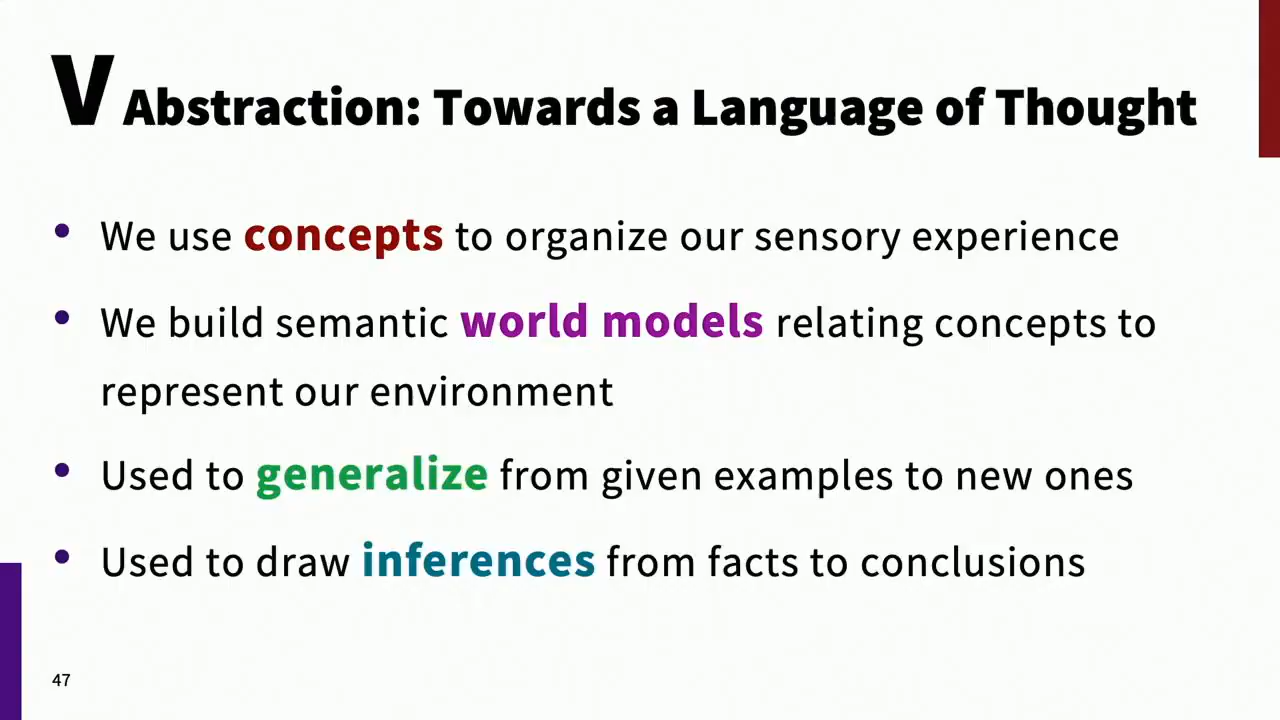 V Abstraction: Towards a Language of Thought
• We use concepts to organize our sensory experience
• We build semantic world models relating concepts to
represent our environment
• Used to generalize from given examples to new ones
• Used to draw inferences from facts to conclusions
47